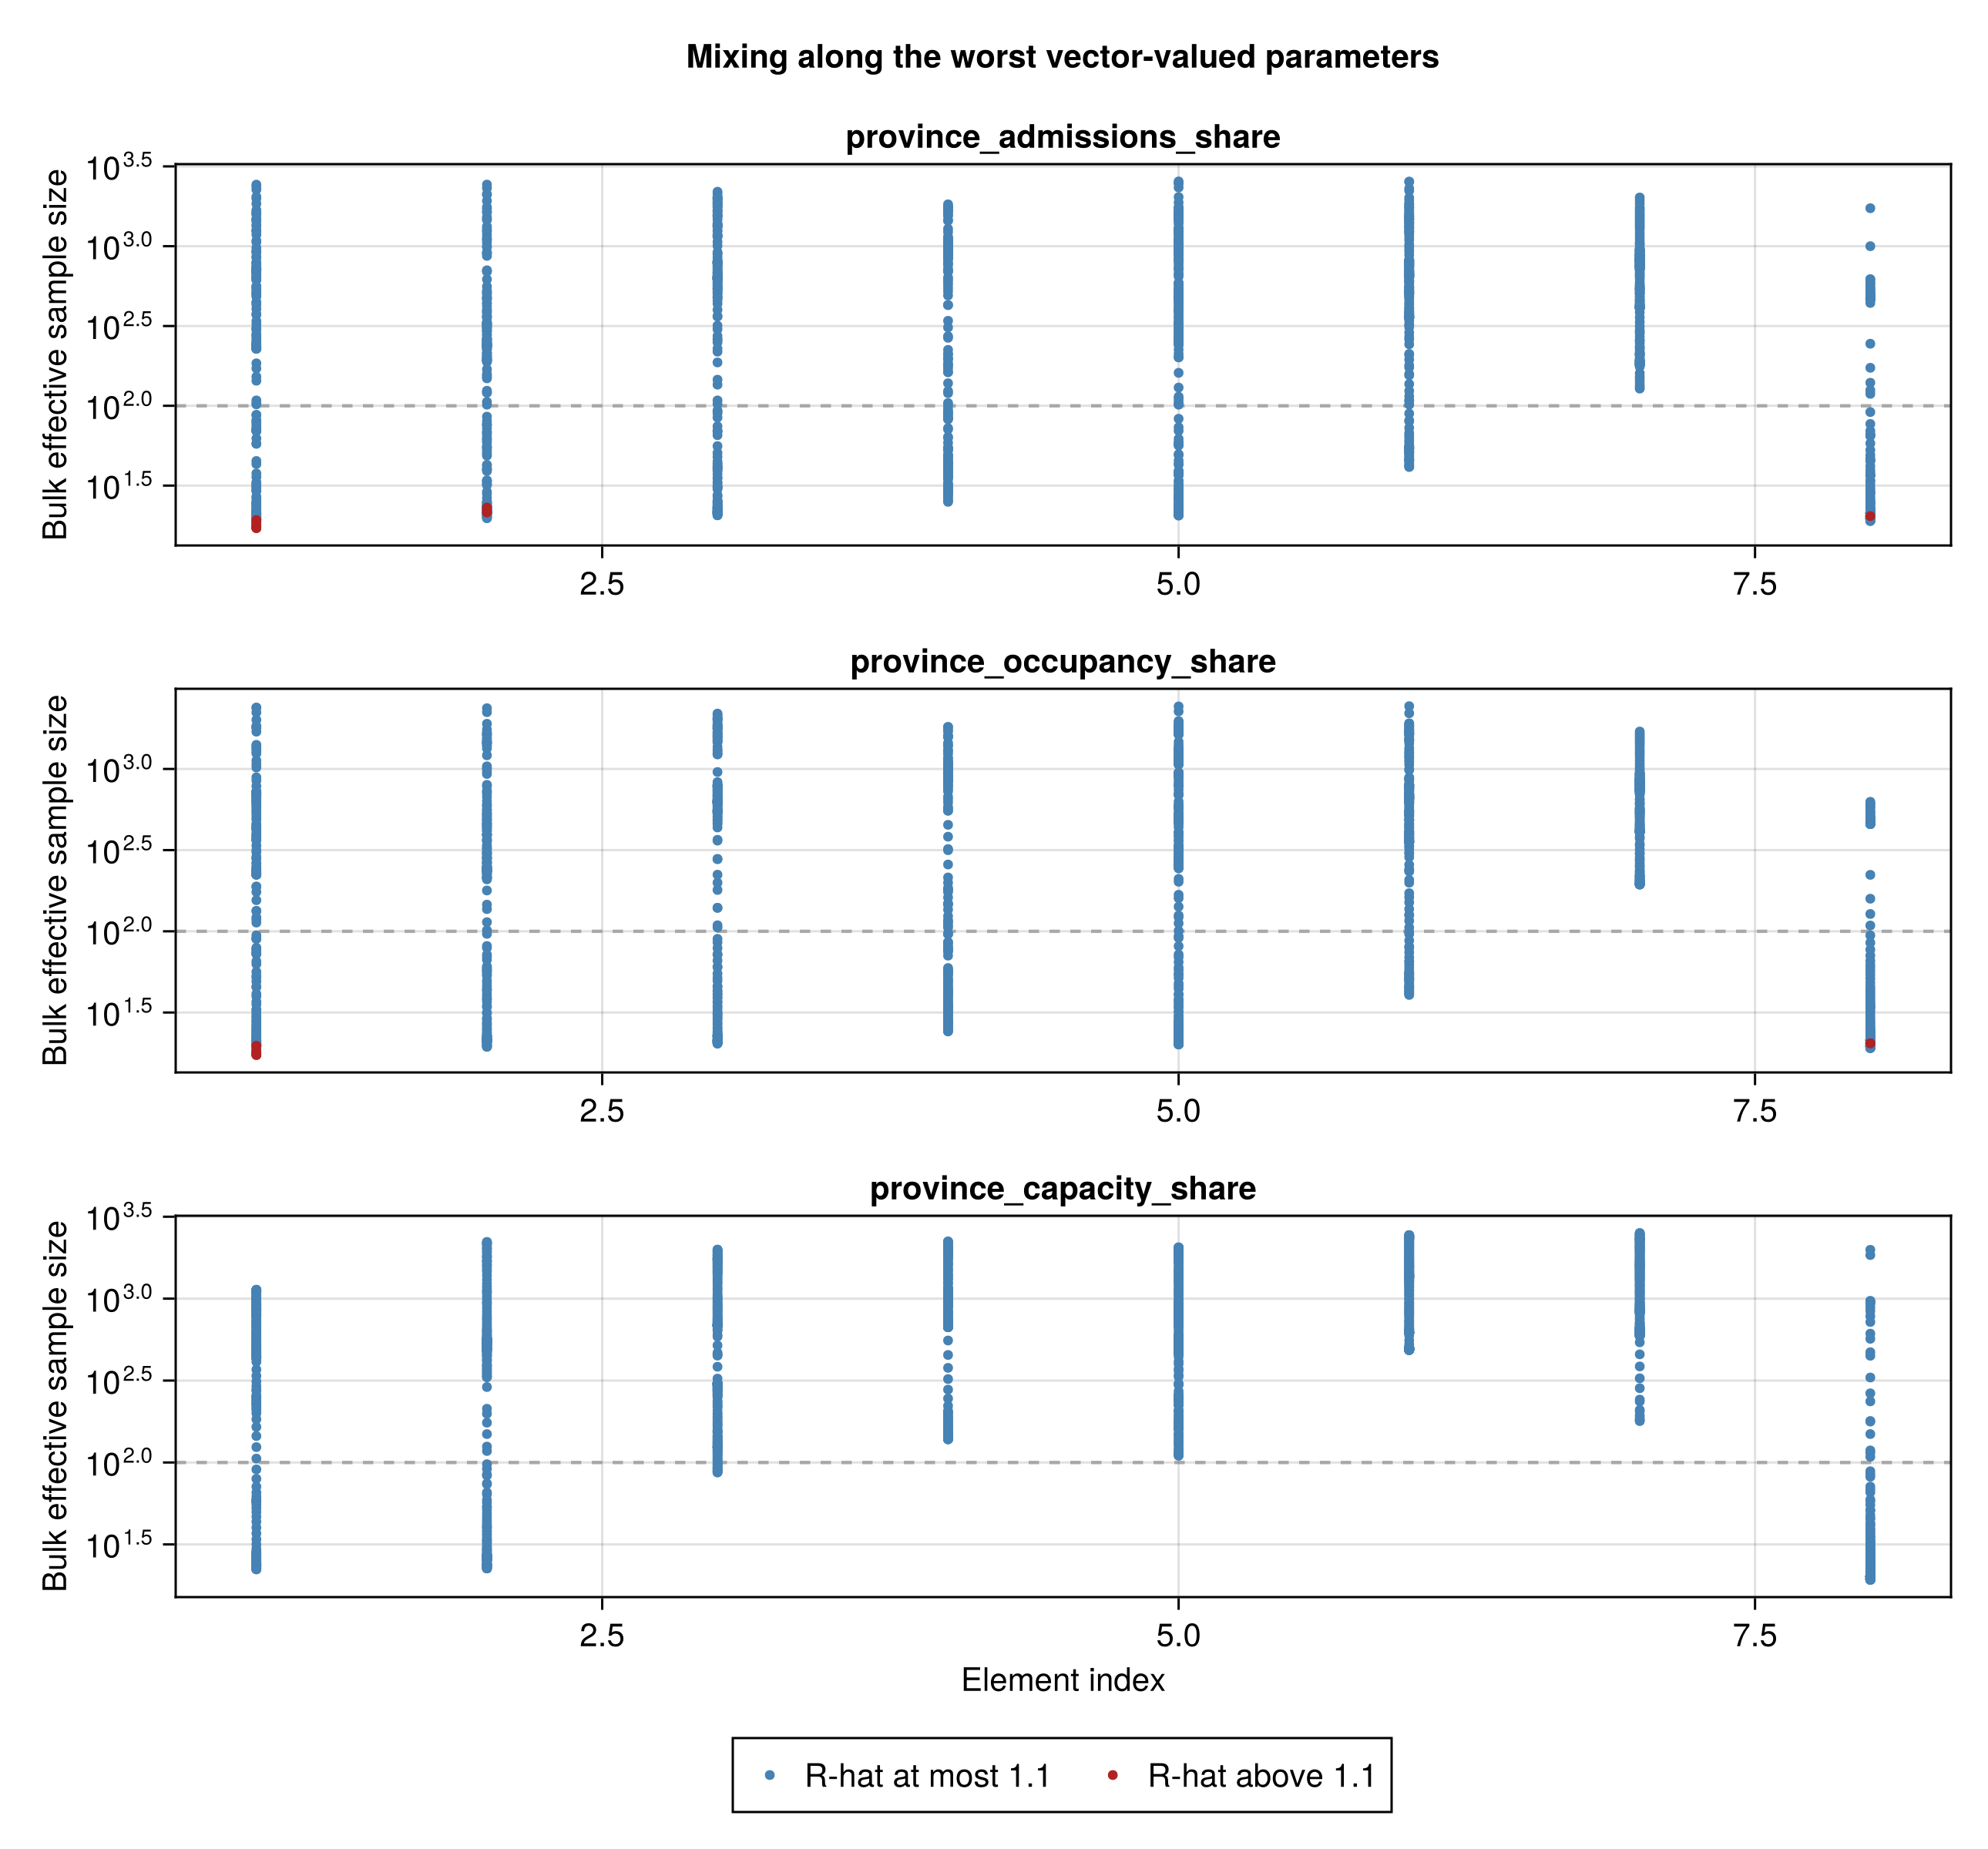 Mixing along the worst vector-valued parameters
province_admissions_share
Bulk effective sample size
10^3.5
10^3.0
10^2.5
10^2.0
10^1.5
2.5 5.0 7.5
province_occupancy_share
Bulk effective sample size
10^3.0
10^2.5
10^2.0
10^1.5
2.5 5.0 7.5
province_capacity_share
Bulk effective sample size
10^3.5
10^3.0
10^2.5
10^2.0
10^1.5
2.5 5.0 7.5
Element index
R-hat at most 1.1 R-hat above 1.1